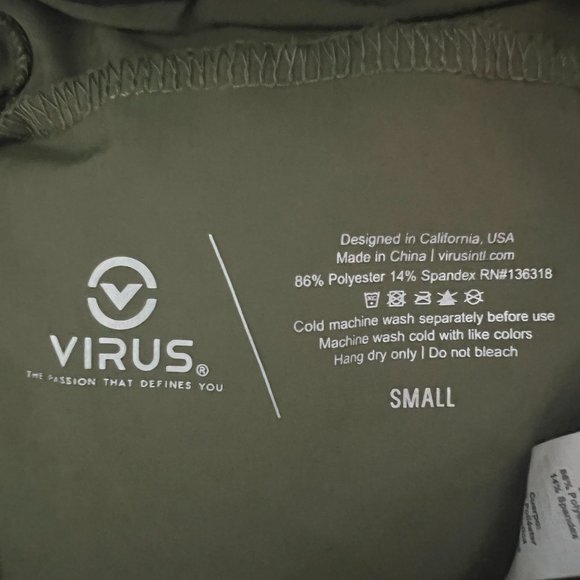 VIRUS®
THE PASSION THAT DEFINES YOU
Designed in California, USA
Made in China | virusintl.com
86% Polyester 14% Spandex RN#136318
Cold machine wash separately before use
Machine wash cold with like colors
Hang dry only | Do not bleach
SMALL